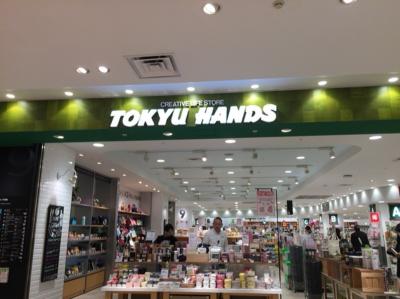 CREATIVE LIFE STORE
TOKYU HANDS